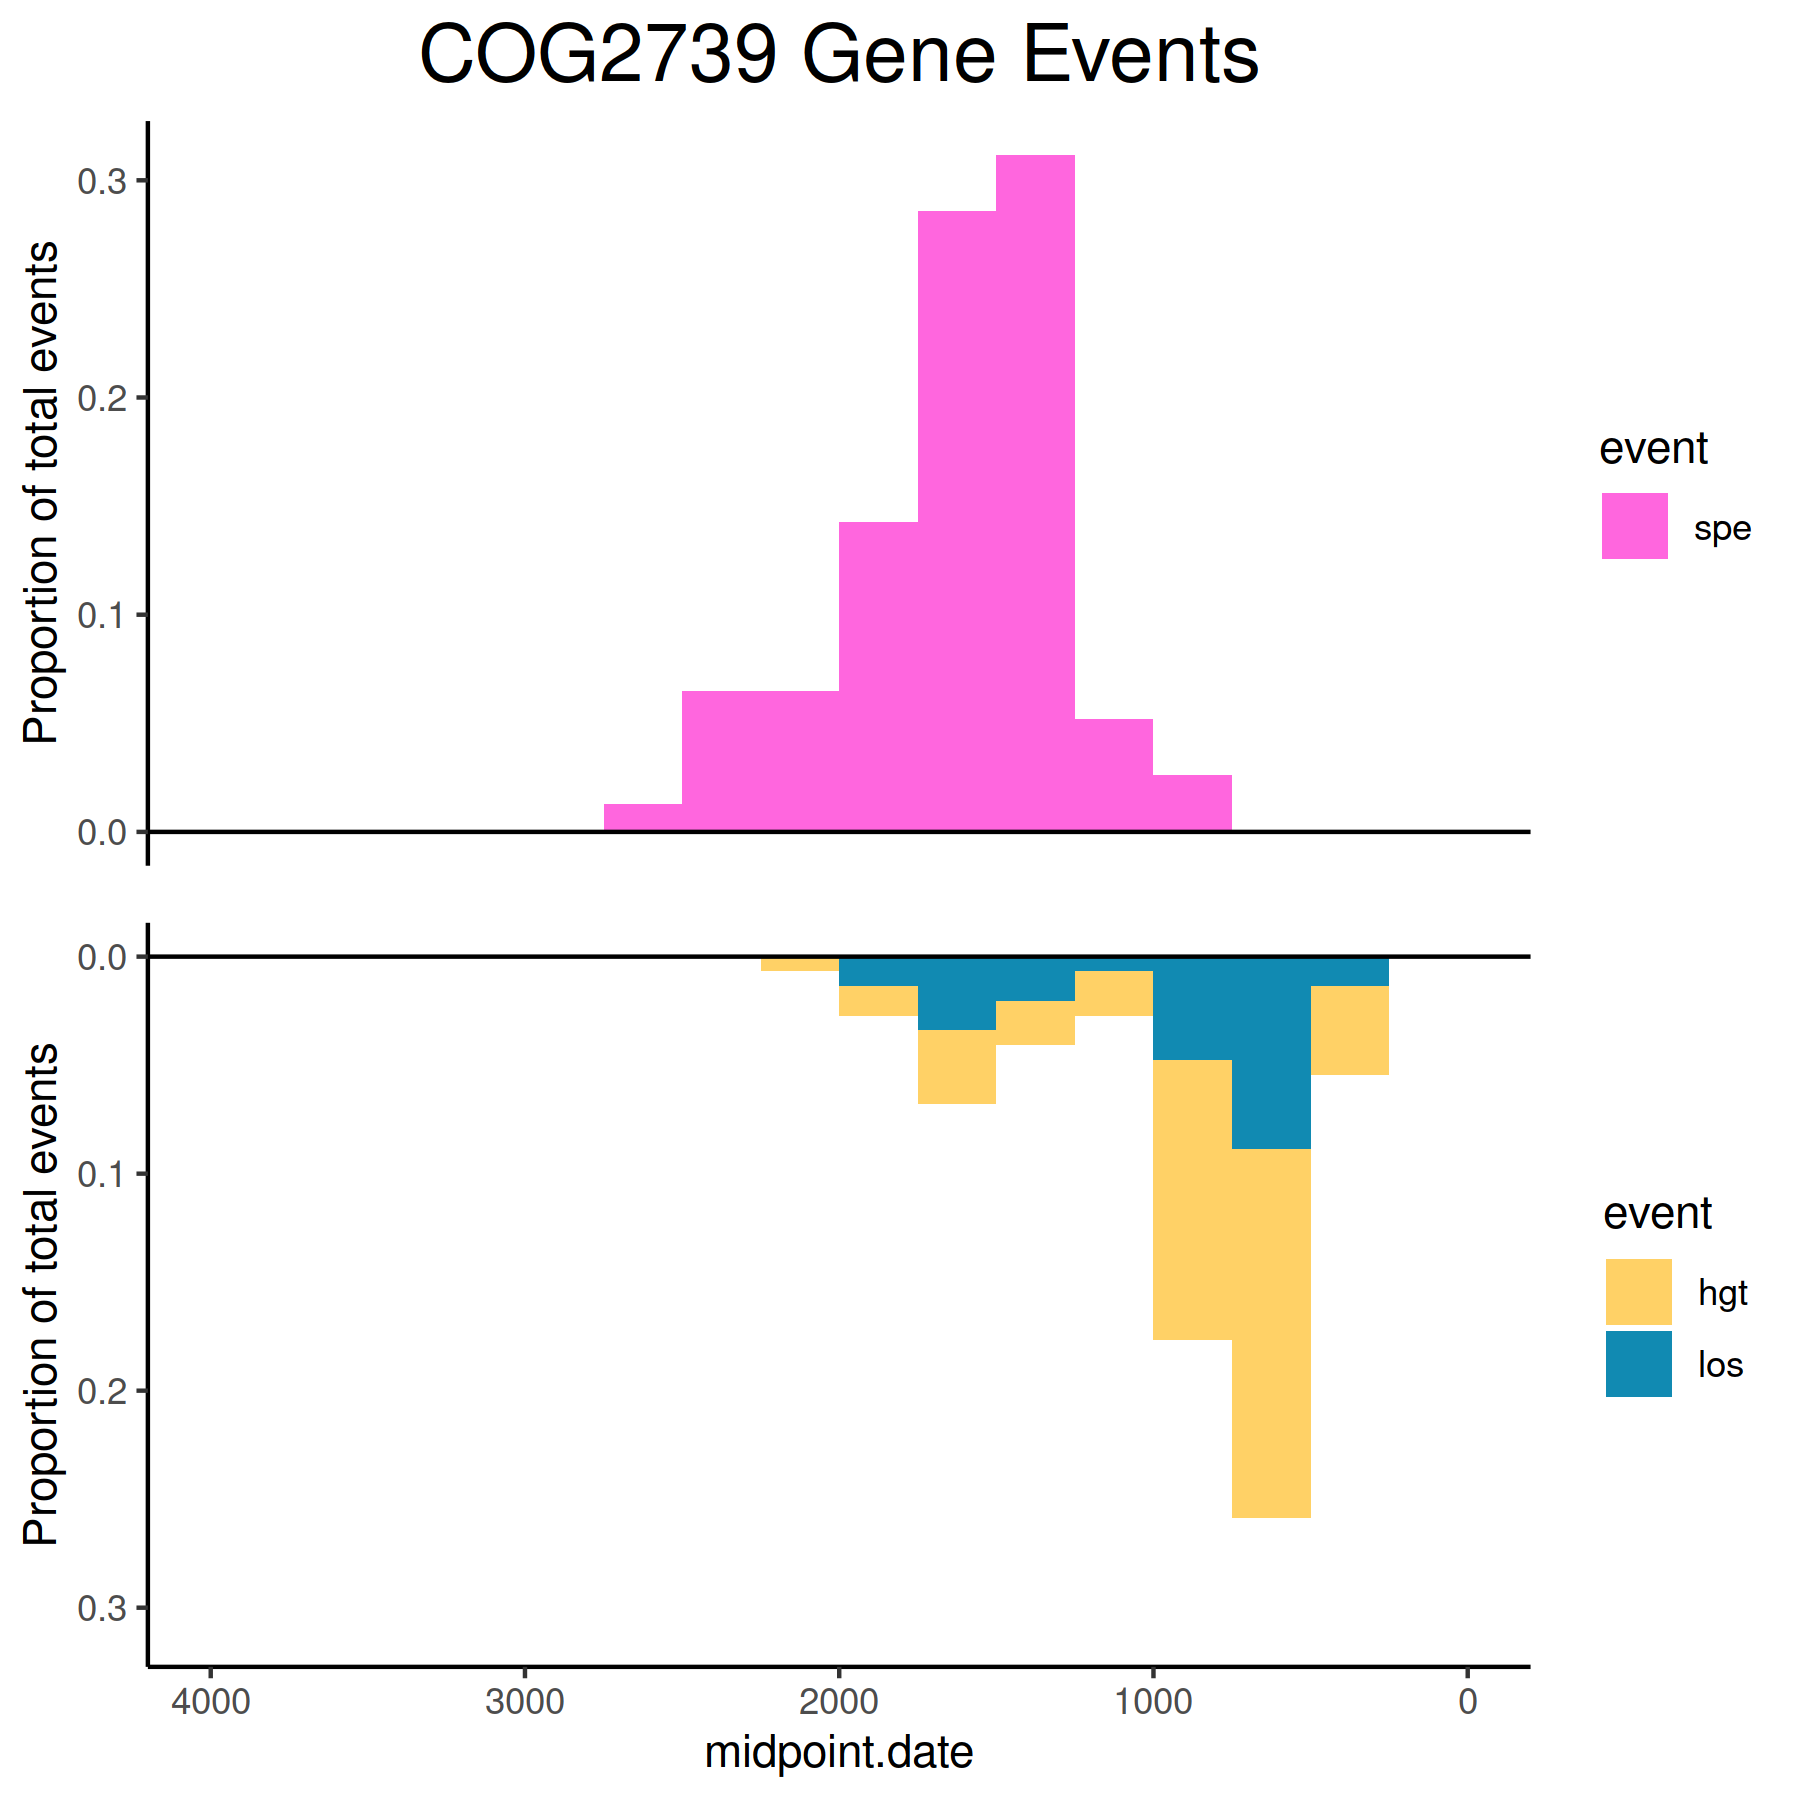 COG2739 Gene Events
Proportion of total events
0.3
0.2
0.1
0.0
event
spe
Proportion of total events
0.0
0.1
0.2
0.3
event
hgt
los
4000 3000 2000 1000 0
midpoint.date